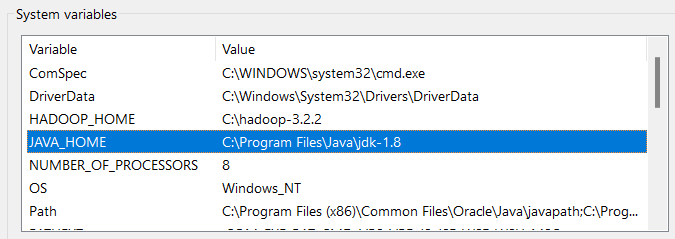 System variables
Variable Value
ComSpec C:\WINDOWS\system32\cmd.exe
DriverData C:\Windows\System32\Drivers\DriverData
HADOOP_HOME C:\hadoop-3.2.2
JAVA_HOME C:\Program Files\Java\jdk-1.8
NUMBER_OF_PROCESSORS 8
OS Windows_NT
Path C:\Program Files (x86)\Common Files\Oracle\Java\javapath;C:\Prog...